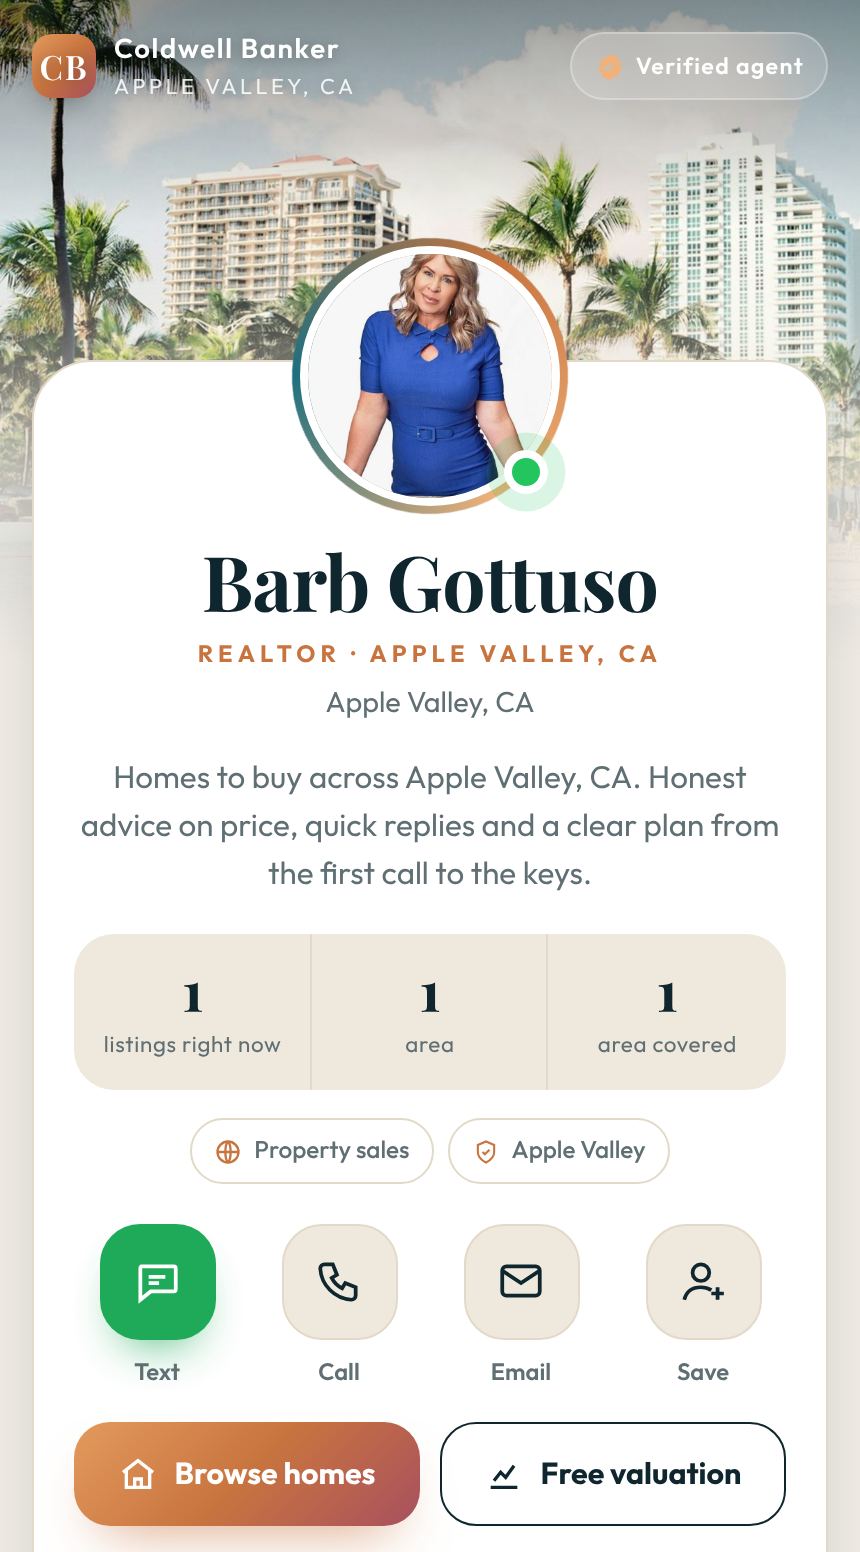 CB
Coldwell Banker
APPLE VALLEY, CA
Verified agent
Barb Gottuso
REALTOR · APPLE VALLEY, CA
Apple Valley, CA
Homes to buy across Apple Valley, CA. Honest
advice on price, quick replies and a clear plan from
the first call to the keys.
1
listings right now
1
area
1
area covered
Property sales
Apple Valley
Text
Call
Email
Save
Browse homes
Free valuation